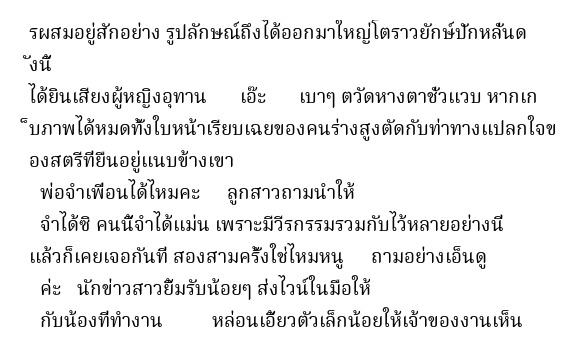 รผสมอยู่สักอย่าง รูปลักษณ์ถึงได้ออกมาใหญ่โตราวยักษ์ปักหลั่นด
ังนี้
ได้ยินเสียงผู้หญิงอุทาน เอ๊ะ เบาๆ ตวัดหางตาชั่วแวบ หากเก
็บภาพได้หมดทั้งใบหน้าเรียบเฉยของคนร่างสูงตัดกับท่าทางแปลกใจข
องสตรีที่ยืนอยู่แนบข้างเขา
พ่อจำเพื่อนได้ไหมคะ ลูกสาวถามนำให้
จำได้ซิ คนนี้จำได้แม่น เพราะมีวีรกรรมรวมกับไว้หลายอย่างนี่
แล้วก็เคยเจอกันที่ สองสามครั้งใช่ไหมหนู ถามอย่างเอ็นดู
ค่ะ นักข่าวสาวยิ้มรับน้อยๆ ส่งไวน์ในมือให้
กับน้องที่ทำงาน หล่อนเอี้ยวตัวเล็กน้อยให้เจ้าของงานเห็น